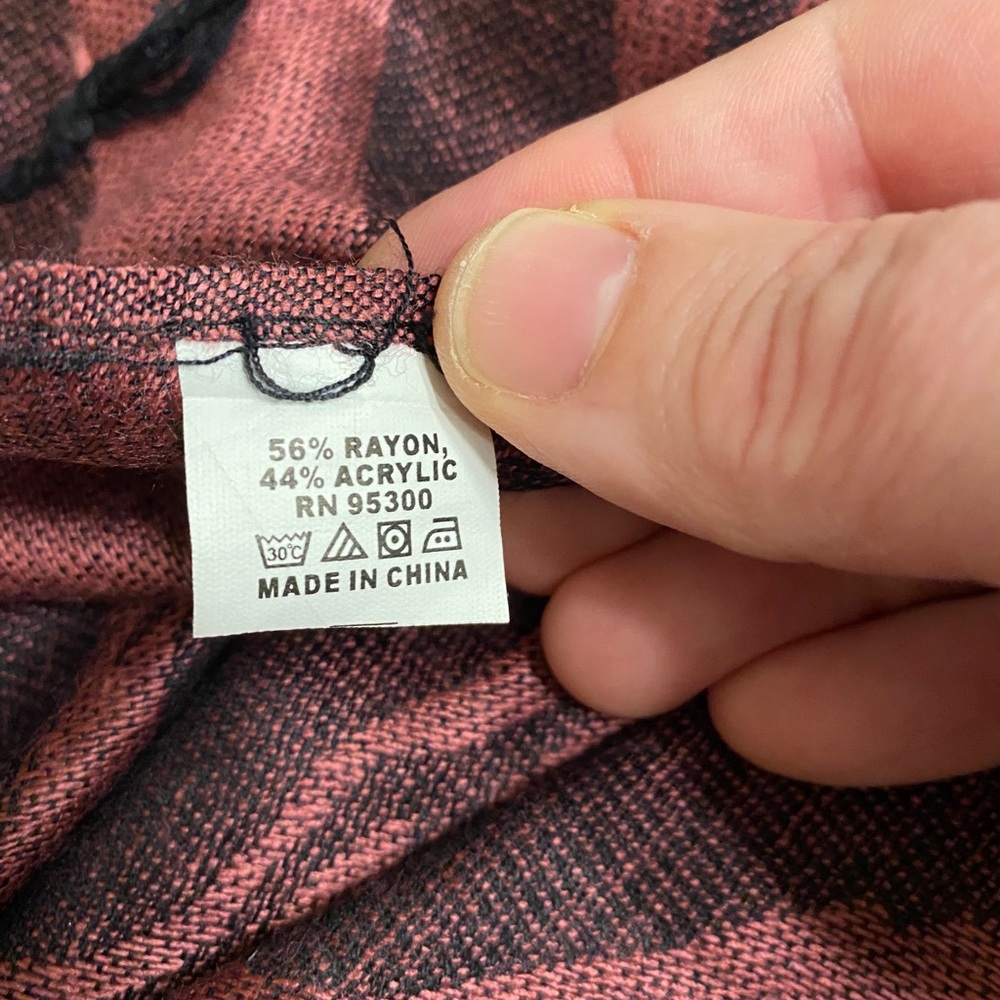 56% RAYON,
44% ACRYLIC
RN 95300
30°C
MADE IN CHINA